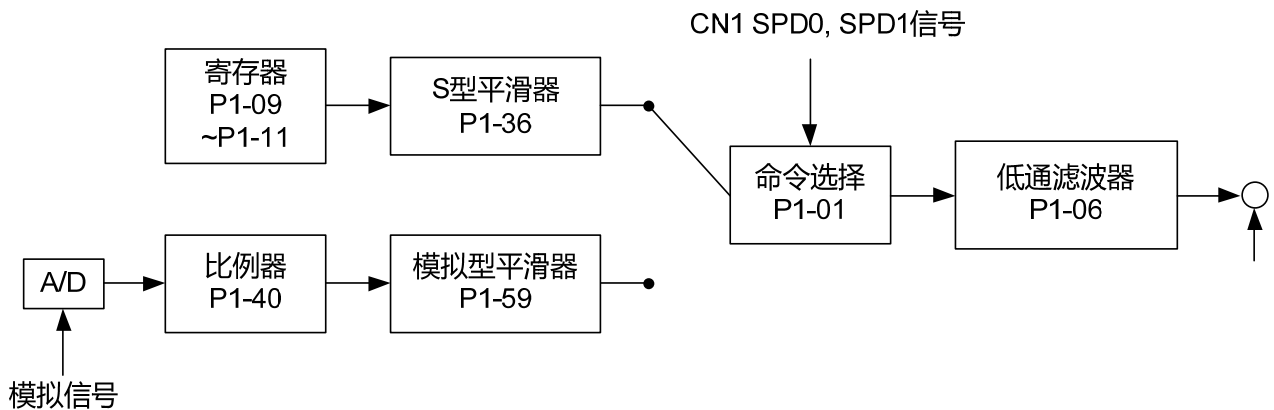 CN1 SPD0, SPD1信号
寄存器
P1-09
~P1-11
S型平滑器
P1-36
命令选择
P1-01
低通滤波器
P1-06
A/D
比例器
P1-40
模拟型平滑器
P1-59
模拟信号